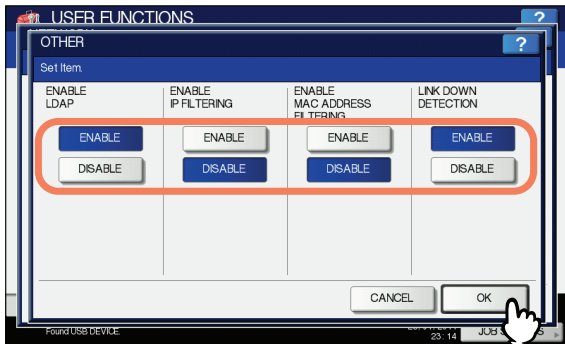 USER FUNCTIONS
?
OTHER
?
Set Item.
ENABLE
LDAP
ENABLE
IP FILTERING
ENABLE
MAC ADDRESS
FILTERING
LINK DOWN
DETECTION
ENABLE
ENABLE
ENABLE
ENABLE
DISABLE
DISABLE
DISABLE
DISABLE
CANCEL
OK
Found USB DEVICE.
23:14
JOB